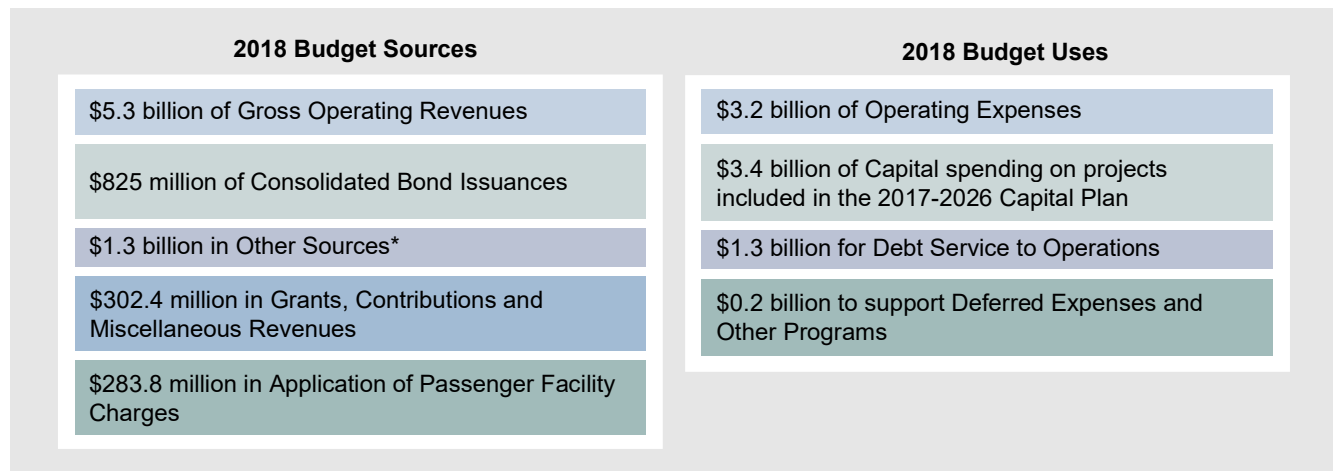 2018 Budget Sources
$5.3 billion of Gross Operating Revenues
$825 million of Consolidated Bond Issuances
$1.3 billion in Other Sources*
$302.4 million in Grants, Contributions and
Miscellaneous Revenues
$283.8 million in Application of Passenger Facility
Charges
2018 Budget Uses
$3.2 billion of Operating Expenses
$3.4 billion of Capital spending on projects
included in the 2017-2026 Capital Plan
$1.3 billion for Debt Service to Operations
$0.2 billion to support Deferred Expenses and
Other Programs